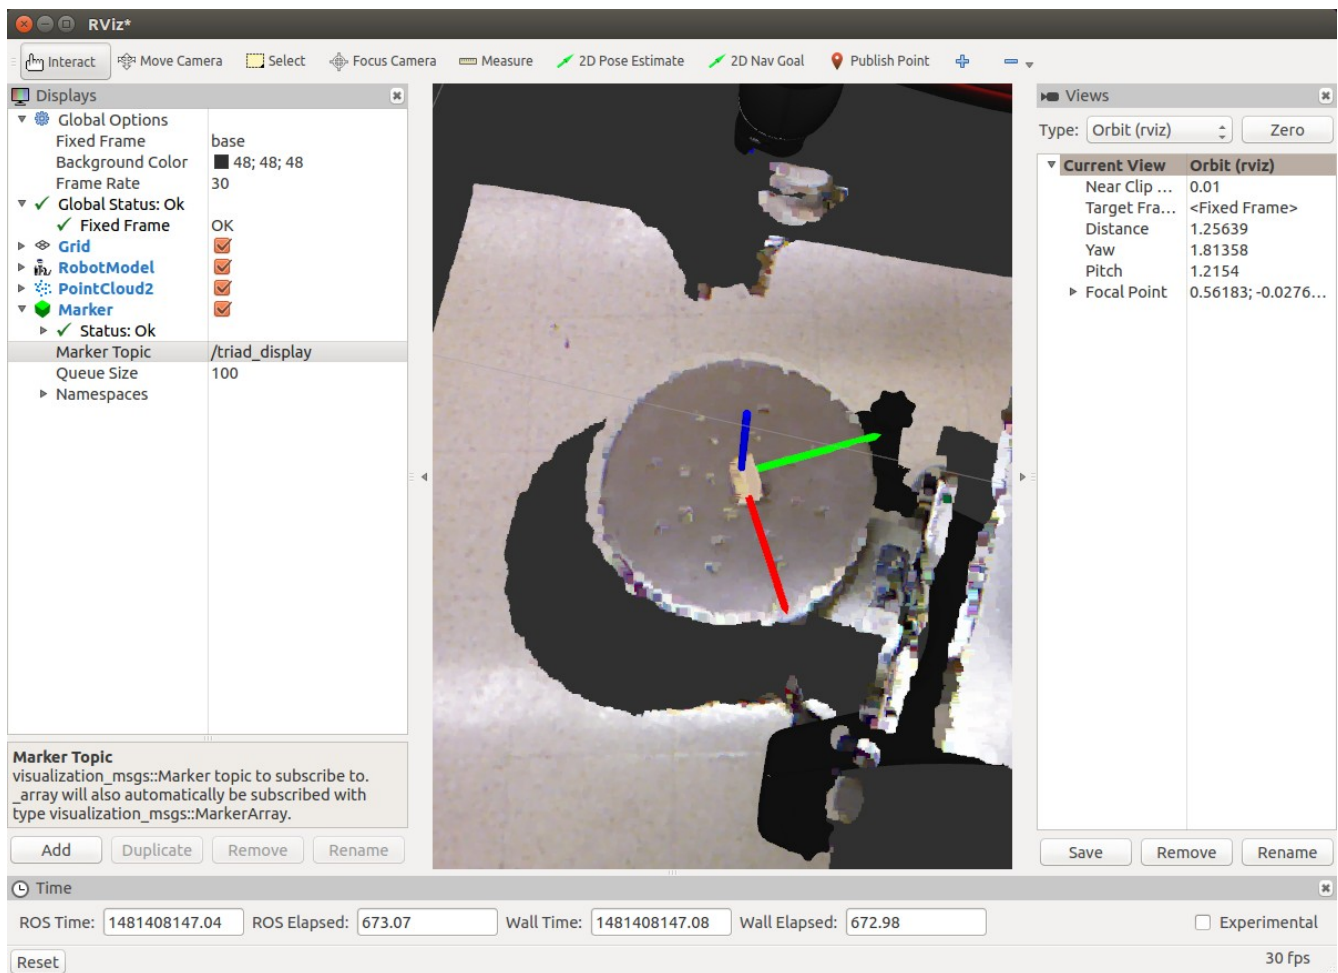 RViz*
Interact Move Camera Select Focus Camera Measure 2D Pose Estimate 2D Nav Goal Publish Point
Displays
Global Options
Fixed Frame base
Background Color 48; 48; 48
Frame Rate 30
Global Status: Ok
Fixed Frame OK
Grid
RobotModel
PointCloud2
Marker
Status: Ok
Marker Topic /triad_display
Queue Size 100
Namespaces
Marker Topic
visualization_msgs::Marker topic to subscribe to.
_array will also automatically be subscribed with
type visualization_msgs::MarkerArray.
Add Duplicate Remove Rename
Views
Type: Orbit (rviz) Zero
Current View Orbit (rviz)
Near Clip ... 0.01
Target Fra... <Fixed Frame>
Distance 1.25639
Yaw 1.81358
Pitch 1.2154
Focal Point 0.56183; -0.0276...
Save Remove Rename
Time
ROS Time: 1481408147.04 ROS Elapsed: 673.07 Wall Time: 1481408147.08 Wall Elapsed: 672.98 Experimental
Reset 30 fps